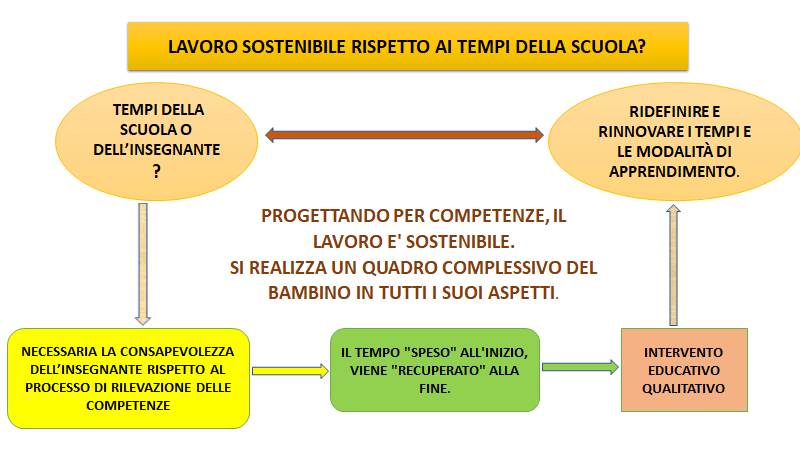 LAVORO SOSTENIBILE RISPETTO AI TEMPI DELLA SCUOLA?
TEMPI DELLA
SCUOLA O
DELL'INSEGNANTE
?
RIDEFINIRE E
RINNOVARE I TEMPI E
LE MODALITÀ DI
APPRENDIMENTO.
PROGETTANDO PER COMPETENZE, IL
LAVORO E' SOSTENIBILE.
SI REALIZZA UN QUADRO COMPLESSIVO DEL
BAMBINO IN TUTTI I SUOI ASPETTI.
NECESSARIA LA CONSAPEVOLEZZA
DELL'INSEGNANTE RISPETTO AL
PROCESSO DI RILEVAZIONE DELLE
COMPETENZE
IL TEMPO "SPESO" ALL'INIZIO,
VIENE "RECUPERATO" ALLA
FINE.
INTERVENTO
EDUCATIVO
QUALITATIVO